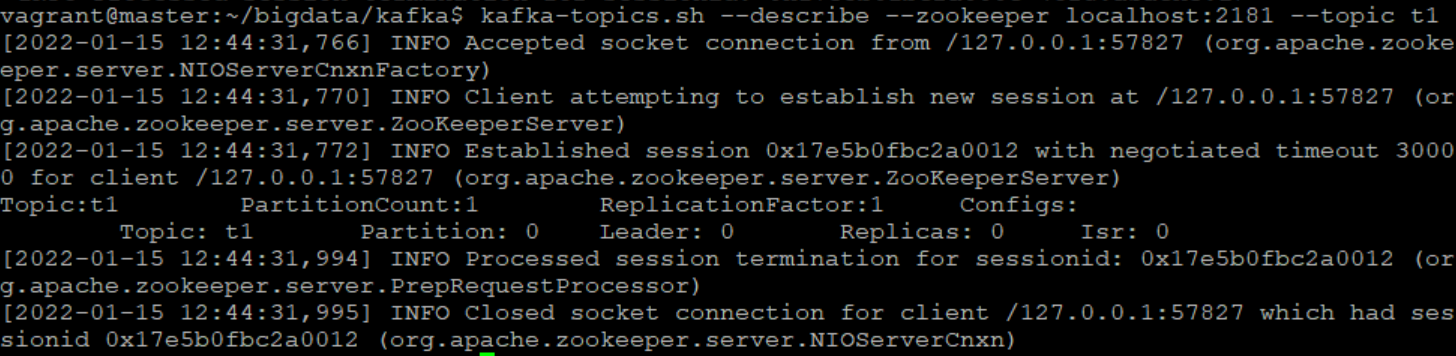 vagrant@master:~/bigdata/kafka$ kafka-topics.sh --describe --zookeeper localhost:2181 --topic t1
[2022-01-15 12:44:31,766] INFO Accepted socket connection from /127.0.0.1:57827 (org.apache.zooke
eper.server.NIOServerCnxnFactory)
[2022-01-15 12:44:31,770] INFO Client attempting to establish new session at /127.0.0.1:57827 (or
g.apache.zookeeper.server.ZooKeeperServer)
[2022-01-15 12:44:31,772] INFO Established session 0x17e5b0fbc2a0012 with negotiated timeout 3000
0 for client /127.0.0.1:57827 (org.apache.zookeeper.server.ZooKeeperServer)
Topic:t1        PartitionCount:1        ReplicationFactor:1     Configs:
        Topic: t1       Partition: 0    Leader: 0       Replicas: 0     Isr: 0
[2022-01-15 12:44:31,994] INFO Processed session termination for sessionid: 0x17e5b0fbc2a0012 (or
g.apache.zookeeper.server.PrepRequestProcessor)
[2022-01-15 12:44:31,995] INFO Closed socket connection for client /127.0.0.1:57827 which had ses
sionid 0x17e5b0fbc2a0012 (org.apache.zookeeper.server.NIOServerCnxn)